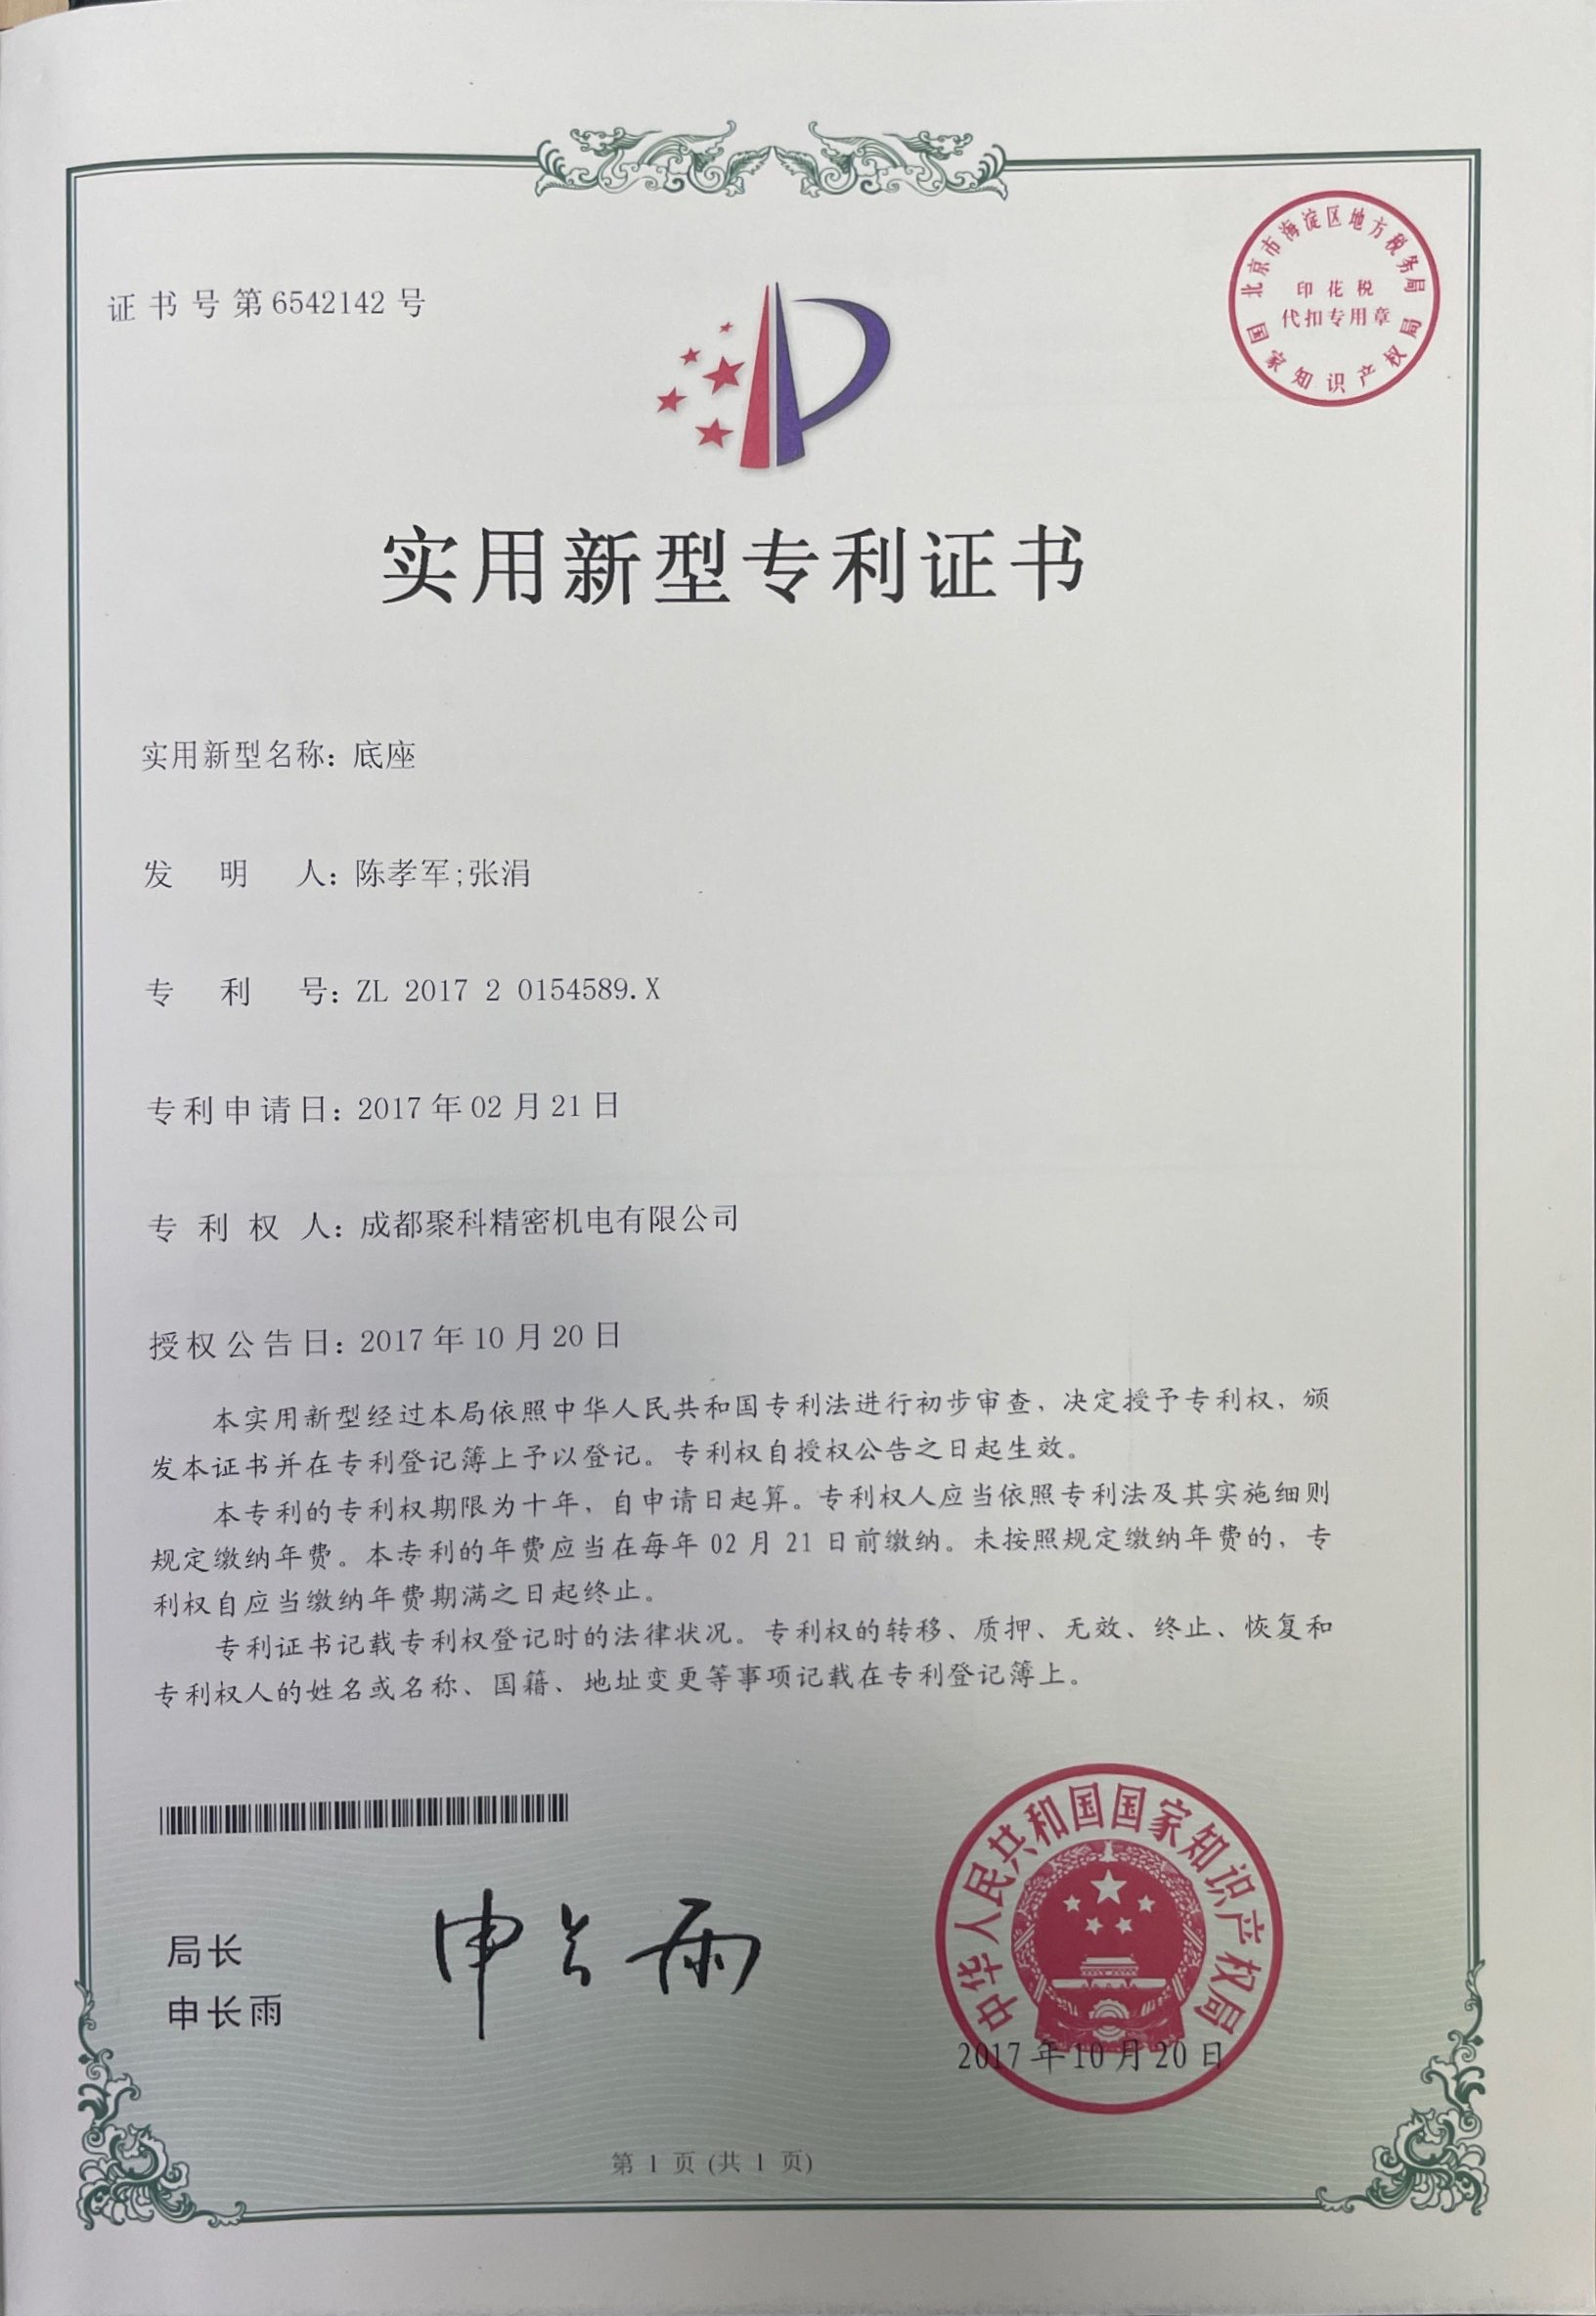 证书号第6542142号
北京市海淀区地方税务局
印花税
代扣专用章
国家知识产权局
实用新型专利证书
实用新型名称：底座
发明人：陈孝军;张涓
专利号：ZL 2017 2 0154589.X
专利申请日：2017年02月21日
专利权人：成都聚科精密机电有限公司
授权公告日：2017年10月20日
本实用新型经过本局依照中华人民共和国专利法进行初步审查，决定授予专利权，颁
发本证书并在专利登记簿上予以登记。专利权自授权公告之日起生效。
本专利的专利权期限为十年，自申请日起算。专利权人应当依照专利法及其实施细则
规定缴纳年费。本专利的年费应当在每年02月21日前缴纳。未按照规定缴纳年费的，专
利权自应当缴纳年费期满之日起终止。
专利证书记载专利权登记时的法律状况。专利权的转移、质押、无效、终止、恢复和
专利权人的姓名或名称、国籍、地址变更等事项记载在专利登记簿上。
局长
申长雨
申长雨
中华人民共和国国家知识产权局
2017年10月20日
第1页(共1页)